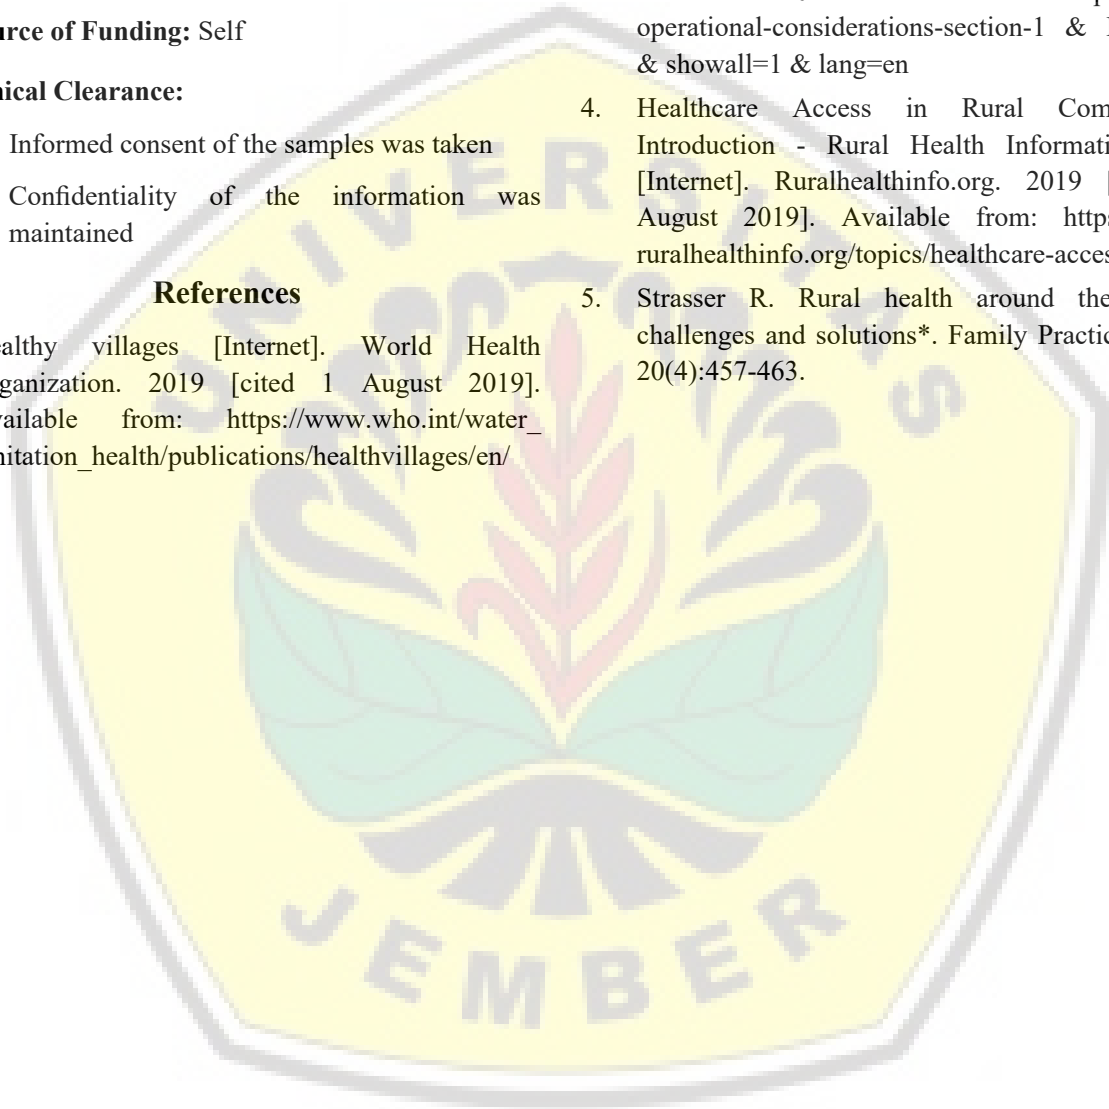 urce of Funding: Self
ical Clearance:
Informed consent of the samples was taken
Confidentiality of the information was
maintained
References
ealthy villages [Internet]. World Health
ganization. 2019 [cited 1 August 2019].
ailable from: https://www.who.int/water_
nitation_health/publications/healthvillages/en/
operational-considerations-section-1 &
& showall=1 & lang=en
4. Healthcare Access in Rural Com
Introduction - Rural Health Informati
[Internet]. Ruralhealthinfo.org. 2019 [
August 2019]. Available from: https
ruralhealthinfo.org/topics/healthcare-acces
5. Strasser R. Rural health around the
challenges and solutions*. Family Practic
20(4):457-463.
UNIVERSITAS
JEMBER